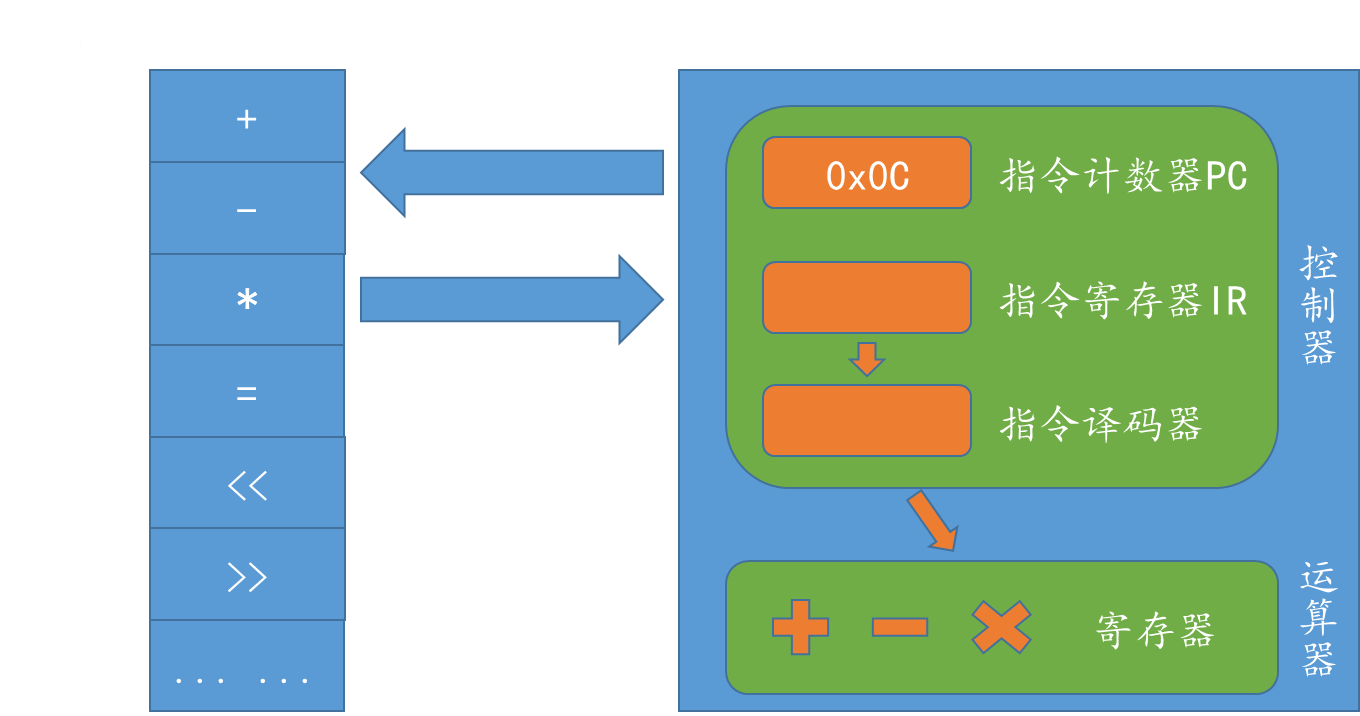 +
-
*
=
<<
>>
... ...
0x0C
指令计数器PC
指令寄存器IR
指令译码器
控制器
寄存器
运算器